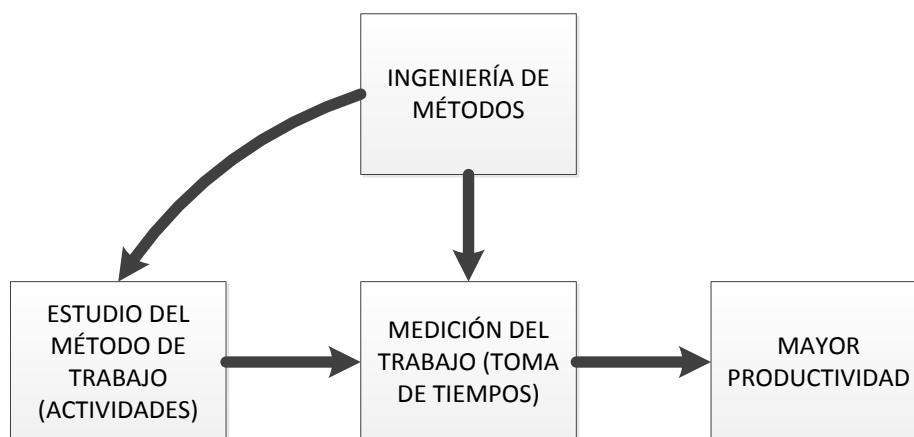 INGENIERÍA DE
MÉTODOS
ESTUDIO DEL
MÉTODO DE
TRABAJO
(ACTIVIDADES)
MEDICIÓN DEL
TRABAJO (TOMA
DE TIEMPOS)
MAYOR
PRODUCTIVIDAD